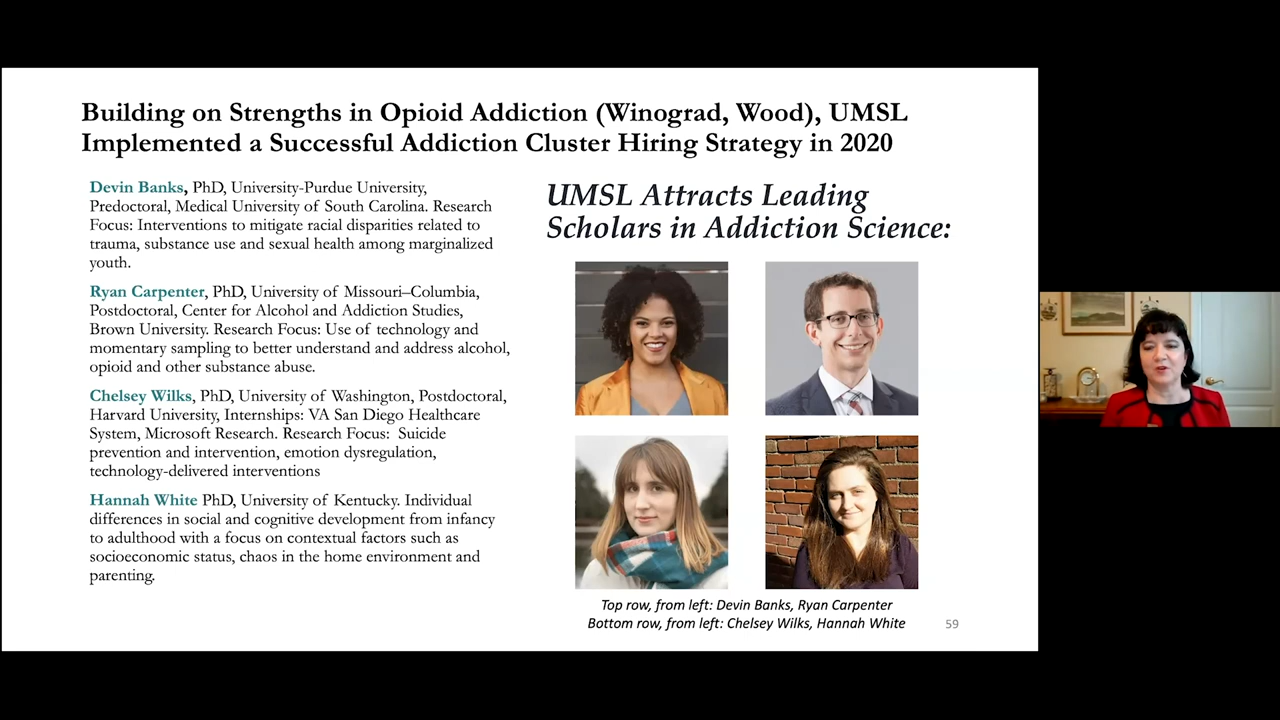 Building on Strengths in Opioid Addiction (Winograd, Wood), UMSL
Implemented a Successful Addiction Cluster Hiring Strategy in 2020
Devin Banks, PhD, University-Purdue University,
Predoctoral, Medical University of South Carolina. Research
Focus: Interventions to mitigate racial disparities related to
trauma, substance use and sexual health among marginalized
youth.
Ryan Carpenter, PhD, University of Missouri–Columbia,
Postdoctoral, Center for Alcohol and Addiction Studies,
Brown University. Research Focus: Use of technology and
momentary sampling to better understand and address alcohol,
opioid and other substance abuse.
Chelsey Wilks, PhD, University of Washington, Postdoctoral,
Harvard University, Internships: VA San Diego Healthcare
System, Microsoft Research. Research Focus: Suicide
prevention and intervention, emotion dysregulation,
technology-delivered interventions
Hannah White PhD, University of Kentucky. Individual
differences in social and cognitive development from infancy
to adulthood with a focus on contextual factors such as
socioeconomic status, chaos in the home environment and
parenting.
UMSL Attracts Leading
Scholars in Addiction Science:
Top row, from left: Devin Banks, Ryan Carpenter
Bottom row, from left: Chelsey Wilks, Hannah White
59